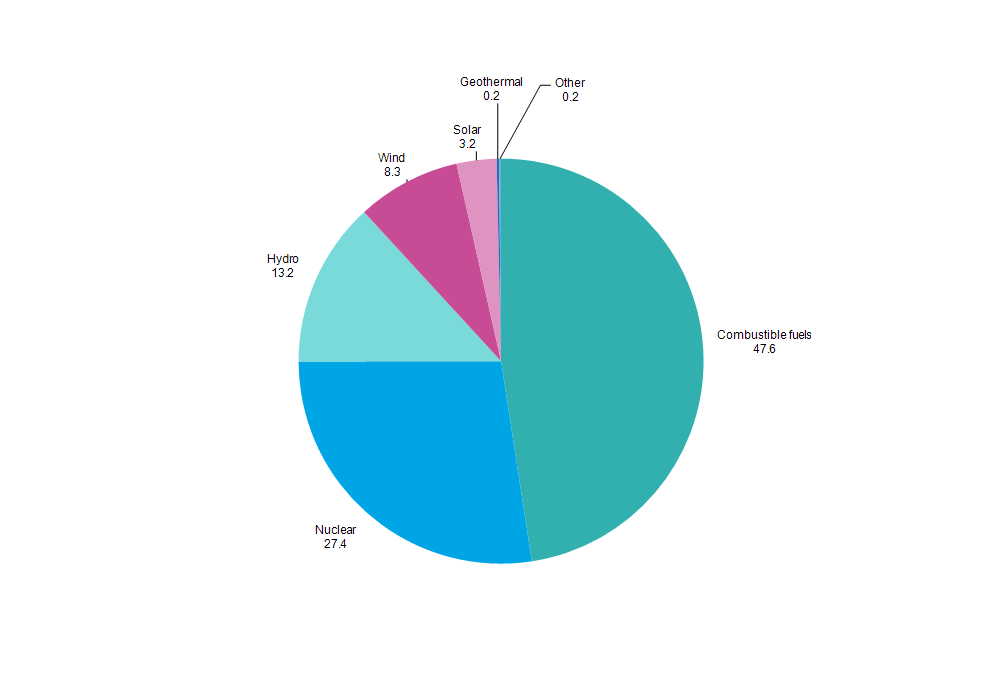 Geothermal
0.2
Other
0.2
Solar
3.2
Wind
8.3
Hydro
13.2
Combustible fuels
47.6
Nuclear
27.4